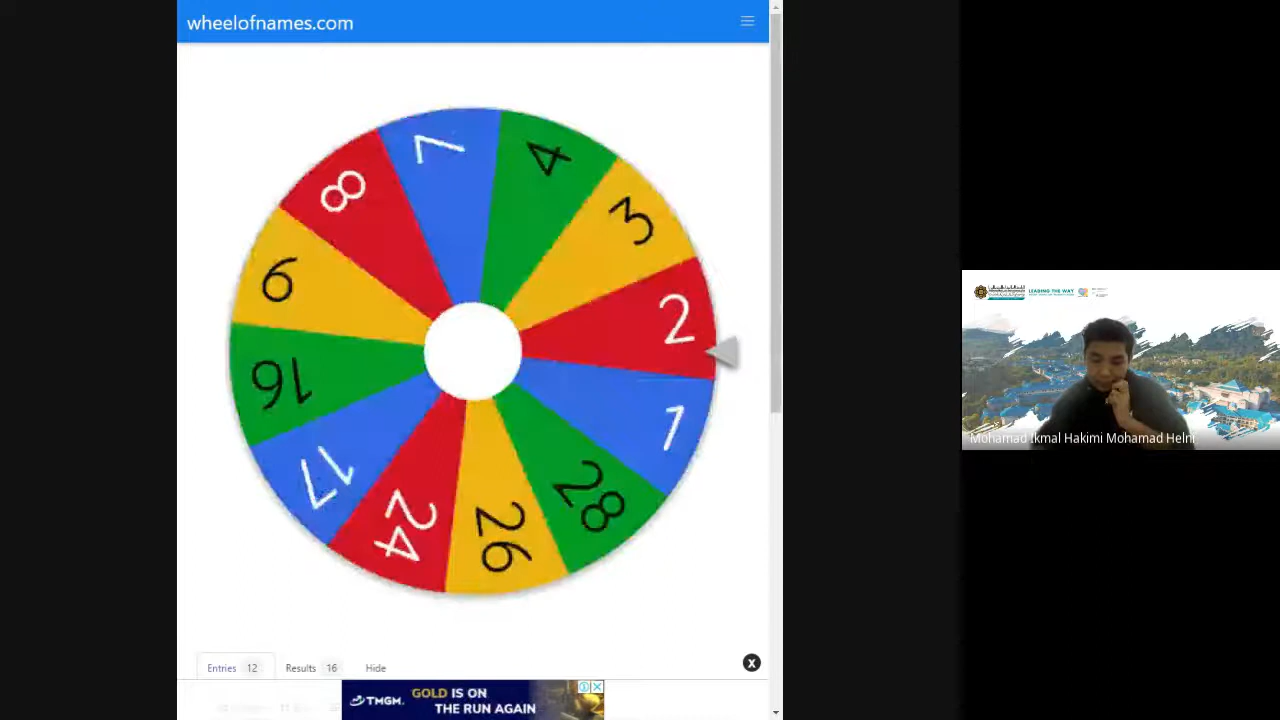 wheelofnames.com
7
4
8
3
6
2
16
1
17
28
24
26
LEADING THE WAY
Mohamad Ikmal Hakimi Mohamad Helmi
Entries 12 Results 16 Hide
X
TMGM. GOLD IS ON
THE RUN AGAIN